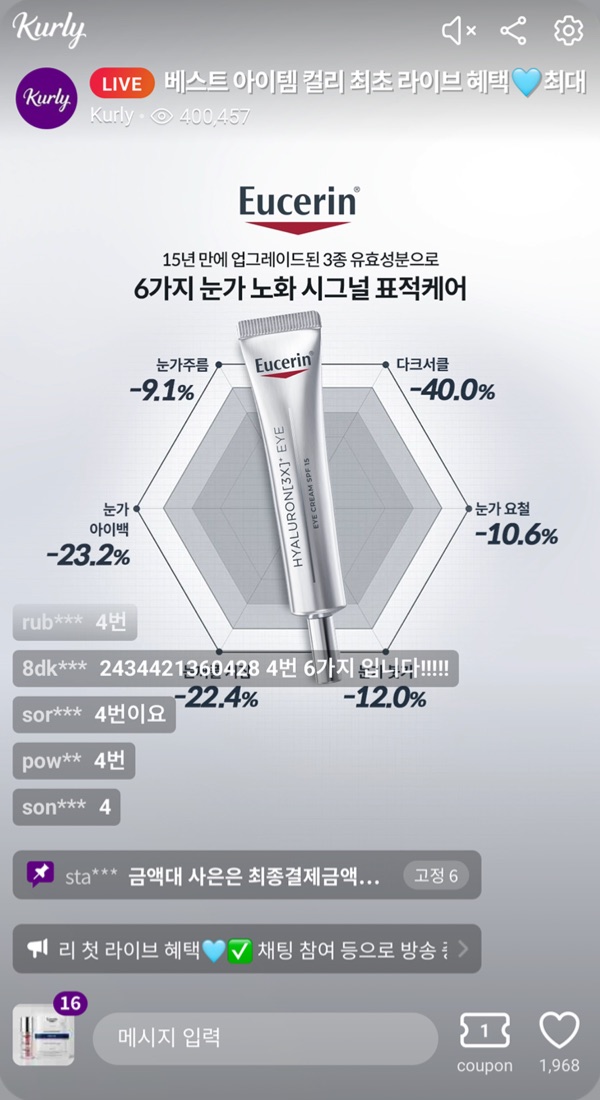 Kurly
Kurly
LIVE 베스트 아이템 컬리 최초 라이브 혜택🩵최대
Kurly · 400,457
Eucerin®
15년 만에 업그레이드된 3종 유효성분으로
6가지 눈가 노화 시그널 표적케어
눈가주름
-9.1%
다크서클
-40.0%
Eucerin
HYALURON[3X]+ EYE
EYE CREAM SPF 15
눈가
아이백
-23.2%
눈가 요철
-10.6%
rub*** 4번
8dk*** 2434421360428 4번 6가지 입니다!!!!!
-22.4%
-12.0%
sor*** 4번이요
pow** 4번
son*** 4
sta*** 금액대 사은은 최종결제금액... 고정 6
리 첫 라이브 혜택🩵✅ 채팅 참여 등으로 방송
16
Eucerin
메시지 입력
1
coupon
1,968